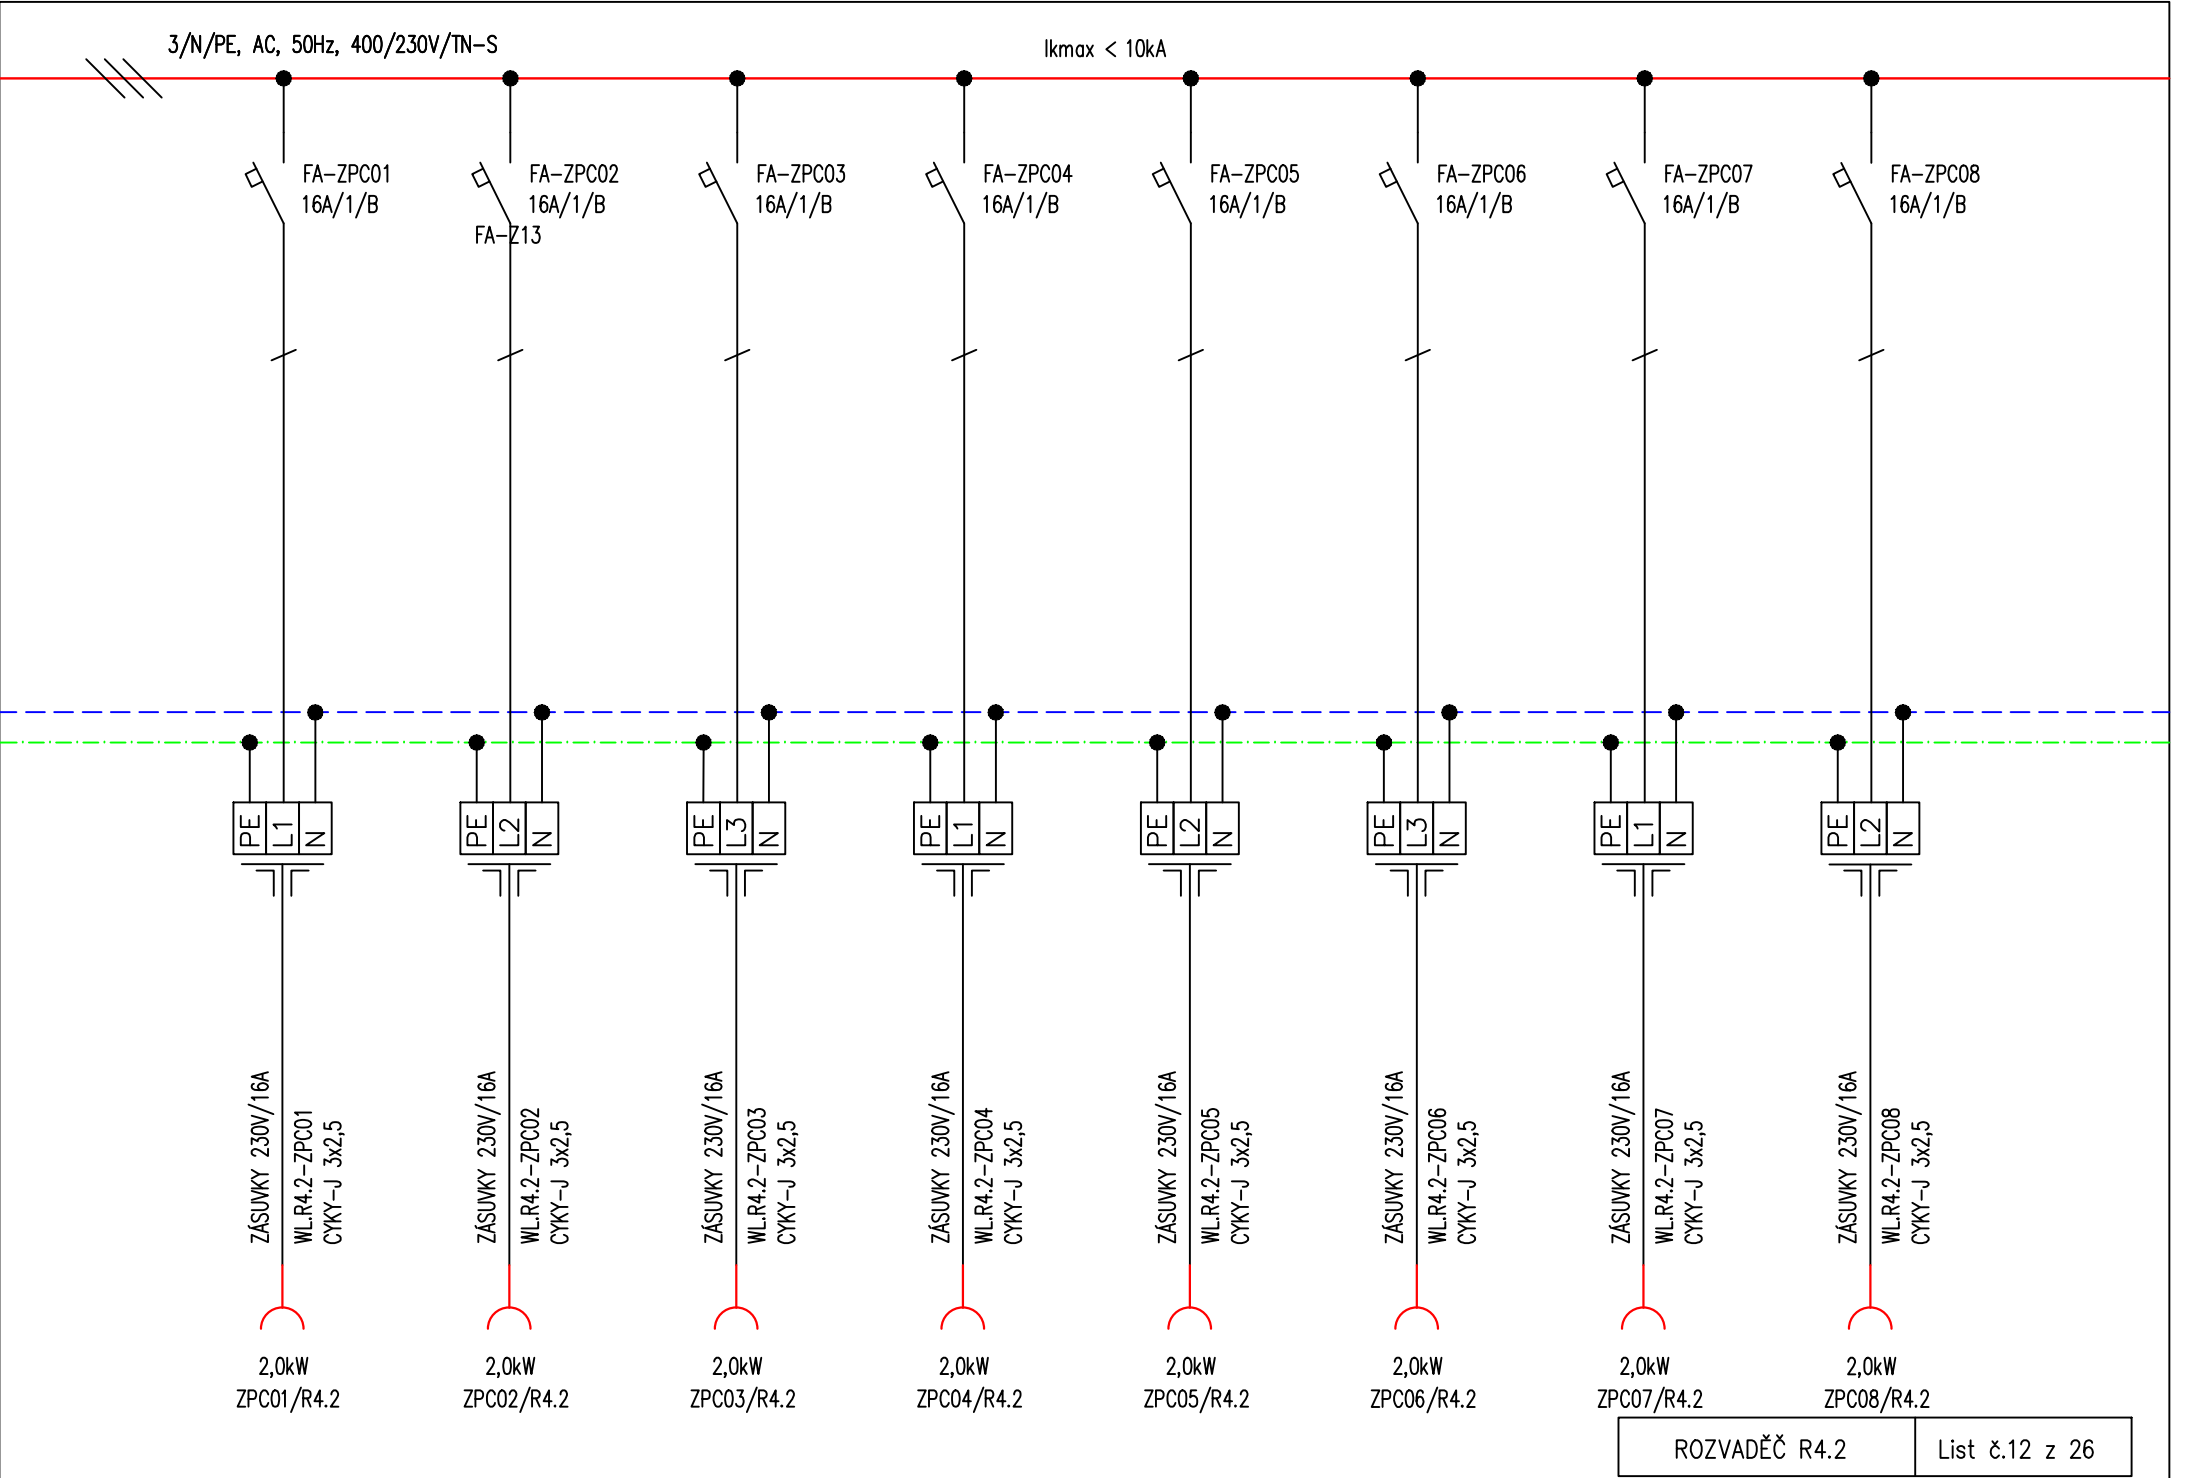 3/N/PE, AC, 50Hz, 400/230V/TN-S
Ikmax < 10kA
FA-ZPC01
16A/1/B
FA-ZPC02
16A/1/B
FA-Z13
FA-ZPC03
16A/1/B
FA-ZPC04
16A/1/B
FA-ZPC05
16A/1/B
FA-ZPC06
16A/1/B
FA-ZPC07
16A/1/B
FA-ZPC08
16A/1/B
PE L1 N
PE L2 N
PE L3 N
PE L1 N
PE L2 N
PE L3 N
PE L1 N
PE L2 N
ZÁSUVKY 230V/16A
WL.R4.2-ZPC01
CYKY-J 3x2,5
ZÁSUVKY 230V/16A
WL.R4.2-ZPC02
CYKY-J 3x2,5
ZÁSUVKY 230V/16A
WL.R4.2-ZPC03
CYKY-J 3x2,5
ZÁSUVKY 230V/16A
WL.R4.2-ZPC04
CYKY-J 3x2,5
ZÁSUVKY 230V/16A
WL.R4.2-ZPC05
CYKY-J 3x2,5
ZÁSUVKY 230V/16A
WL.R4.2-ZPC06
CYKY-J 3x2,5
ZÁSUVKY 230V/16A
WL.R4.2-ZPC07
CYKY-J 3x2,5
ZÁSUVKY 230V/16A
WL.R4.2-ZPC08
CYKY-J 3x2,5
2,0kW
ZPC01/R4.2
2,0kW
ZPC02/R4.2
2,0kW
ZPC03/R4.2
2,0kW
ZPC04/R4.2
2,0kW
ZPC05/R4.2
2,0kW
ZPC06/R4.2
2,0kW
ZPC07/R4.2
2,0kW
ZPC08/R4.2
ROZVADĚČ R4.2
List č.12 z 26